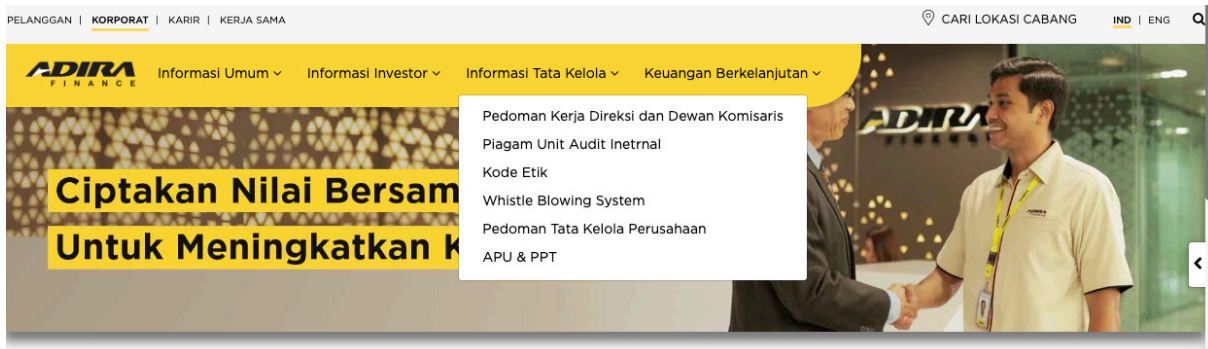 PELANGGAN | KORPORAT | KARIR | KERJA SAMA
CARI LOKASI CABANG
IND | ENG
ADIRA
FINANCE
Informasi Umum
Informasi Investor
Informasi Tata Kelola
Keuangan Berkelanjutan
Pedoman Kerja Direksi dan Dewan Komisaris
Piagam Unit Audit Inetrnal
Kode Etik
Whistle Blowing System
Pedoman Tata Kelola Perusahaan
APU & PPT
Ciptakan Nilai Bersam
Untuk Meningkatkan K
ADIRA